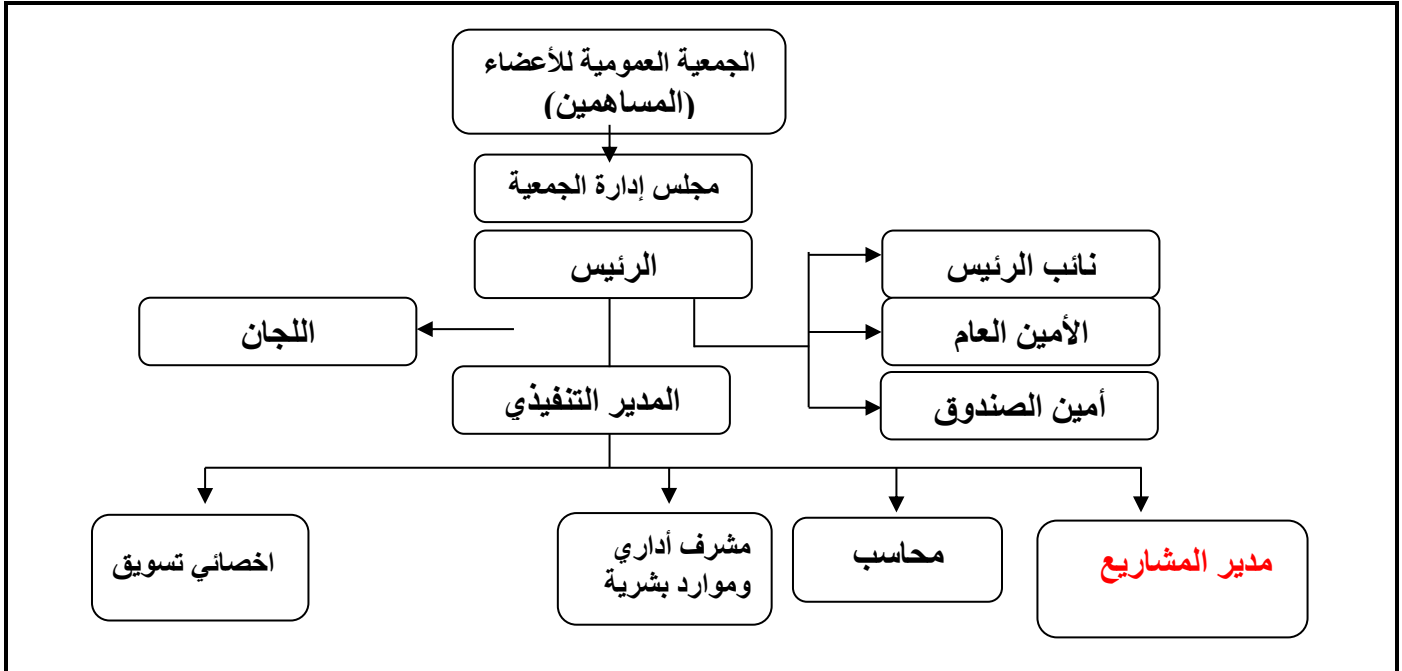 الجمعية العمومية للأعضاء
(المساهمين)
مجلس إدارة الجمعية
الرئيس
نائب الرئيس
الأمين العام
اللجان
المدير التنفيذي
أمين الصندوق
مدير المشاريع
محاسب
مشرف أداري
وموارد بشرية
اخصائي تسويق